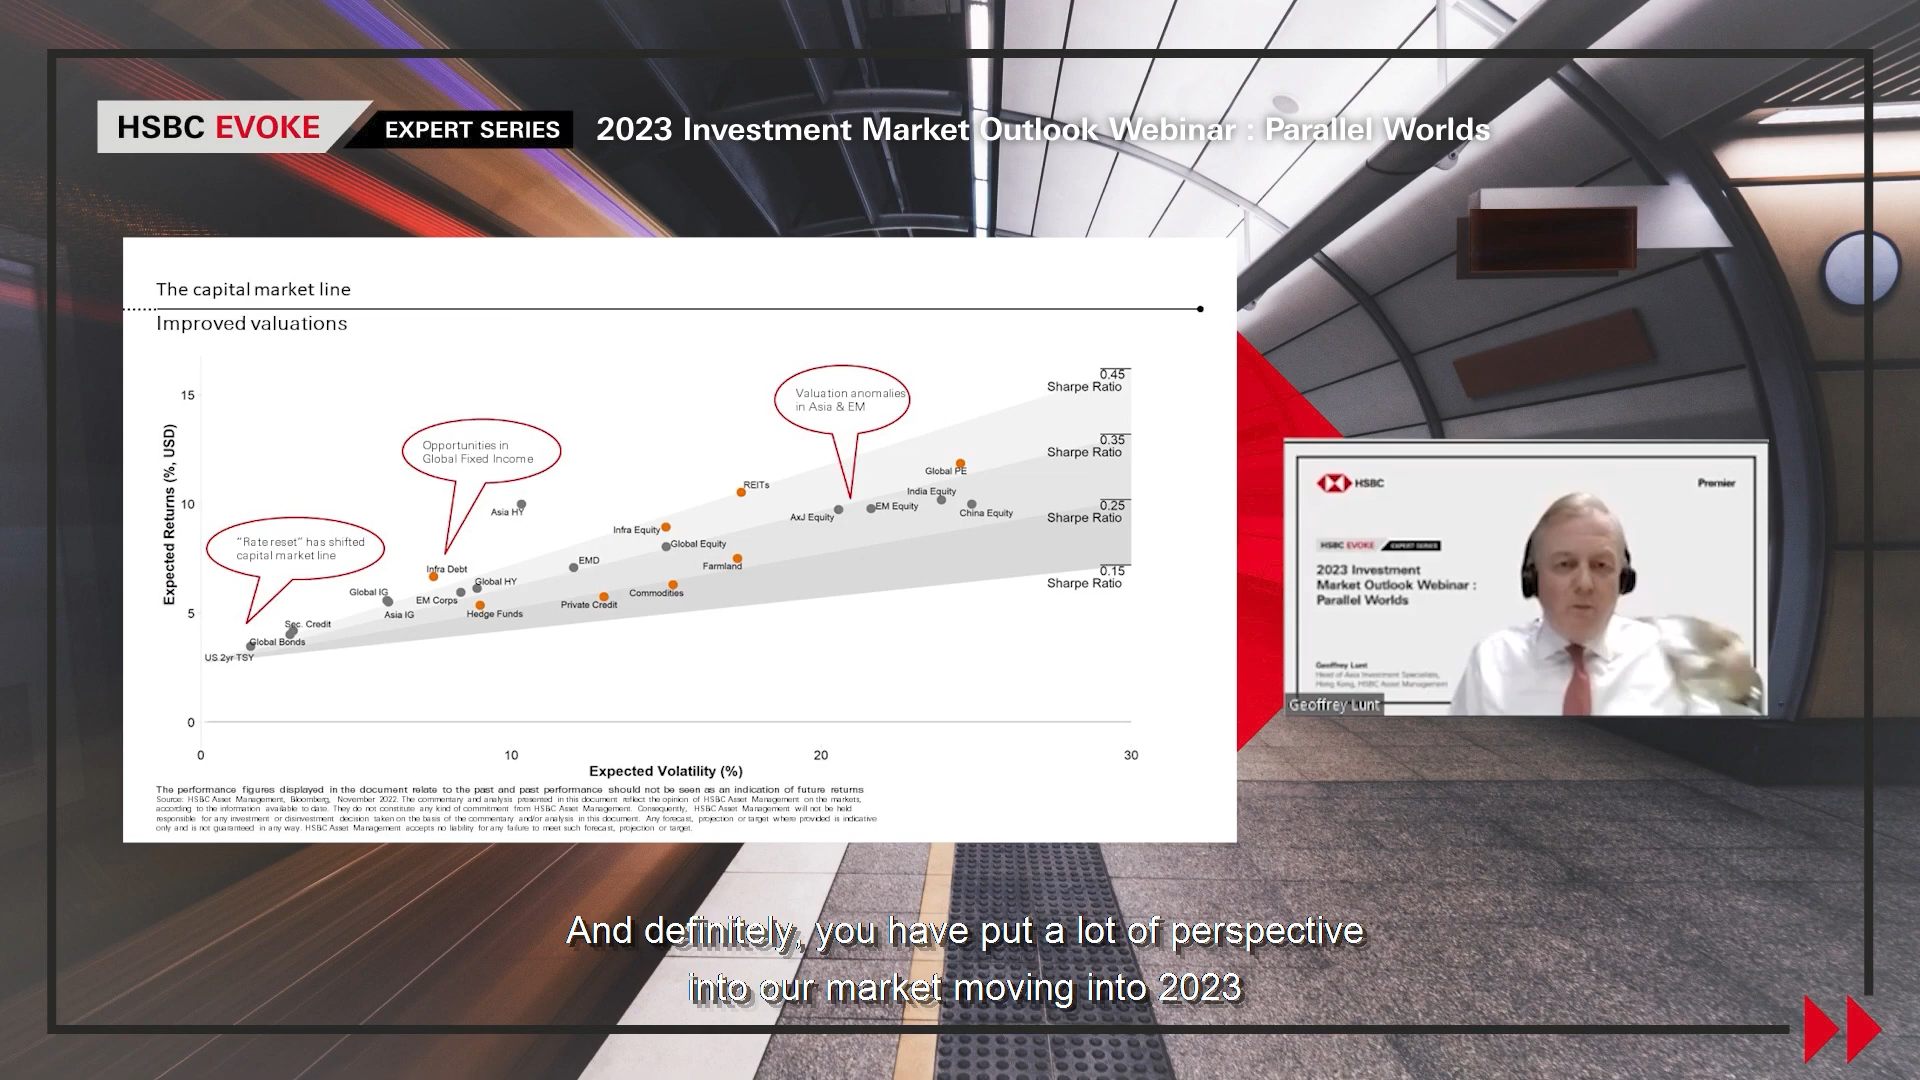 HSBC EVOKE EXPERT SERIES 2023 Investment Market Outlook Webinar : Parallel Worlds
The capital market line
Improved valuations
Expected Returns (%, USD)
15
10
5
0
0
10
20
30
Expected Volatility (%)
"Rate reset" has shifted
capital market line
Opportunities in
Global Fixed Income
Valuation anomalies
in Asia & EM
0.45
Sharpe Ratio
0.35
Sharpe Ratio
0.25
Sharpe Ratio
0.15
Sharpe Ratio
US 2yr TSY
Global Bonds
Sec. Credit
Global IG
Asia IG
Infra Debt
EM Corps
Global HY
Hedge Funds
Asia HY
EMD
Private Credit
Infra Equity
Global Equity
Commodities
Farmland
REITs
AxJ Equity
EM Equity
India Equity
Global PE
China Equity
The performance figures displayed in the document relate to the past and past performance should not be seen as an indication of future returns
Source: HSBC Asset Management, Bloomberg, November 2022. The commentary and analysis presented in this document reflect the opinion of HSBC Asset Management on the markets,
according to the information available to date. They do not constitute any kind of commitment from HSBC Asset Management. Consequently, HSBC Asset Management will not be held
responsible for any investment or disinvestment decision taken on the basis of the commentary and/or analysis in this document. Any forecast, projection or target where provided is indicative
only and is not guaranteed in any way. HSBC Asset Management accepts no liability for any failure to meet such forecast, projection or target.
HSBC
Premier
HSBC EVOKE EXPERT SERIES
2023 Investment
Market Outlook Webinar :
Parallel Worlds
Geoffrey Lunt
Head of Asia Investment Specialists,
Hong Kong, HSBC Asset Management
Geoffrey Lunt
And definitely, you have put a lot of perspective
into our market moving into 2023